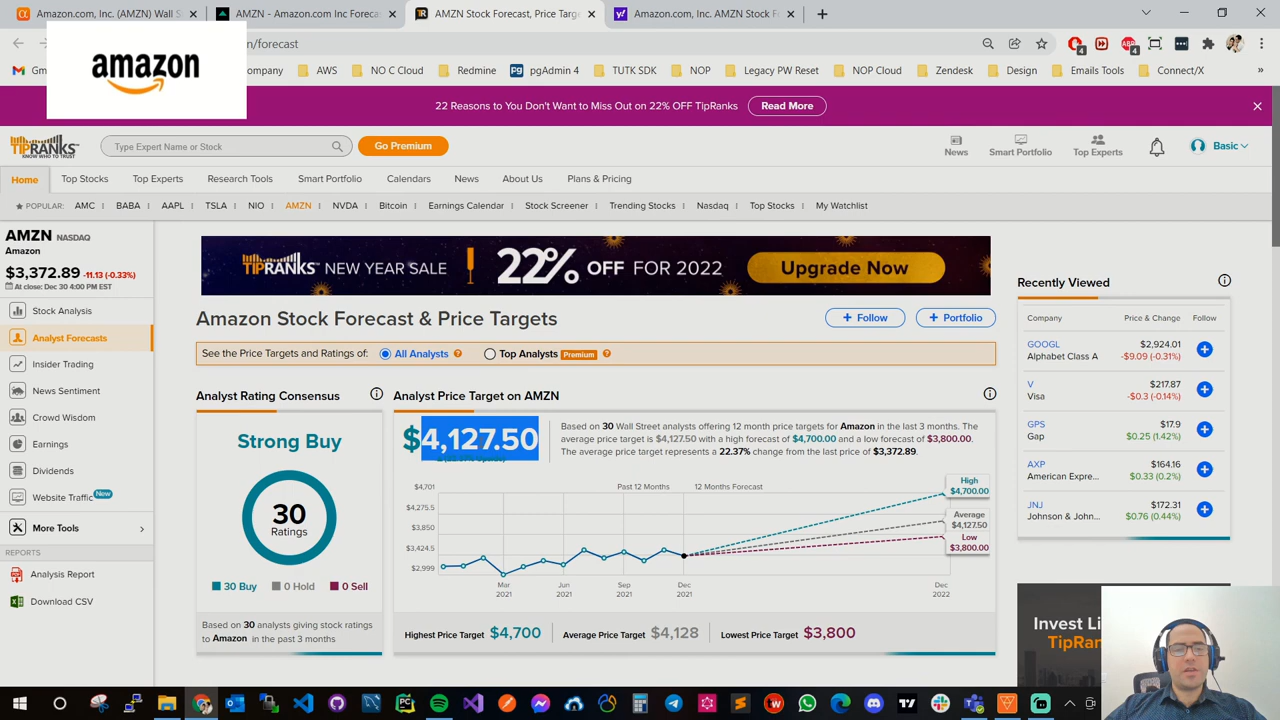 Amazon.com, Inc. (AMZN) Wall S
AMZN - Amazon.com Inc Forecas
AMZN Stock Forecast, Price Targe
Amazon.com, Inc. AMZN Stock F
n/forecast
amazon
Gm
ompany
AWS
NO C Cloud
Redmine
pgAdmin 4
TUTK SDK
NOP
Legacy PW R
P2P Cloud
Zendesk
Design
Emails Tools
Connect/X
22 Reasons to You Don't Want to Miss Out on 22% OFF TipRanks
Read More
TIPRANKS
KNOW WHO TO TRUST
Type Expert Name or Stock
Go Premium
News
Smart Portfolio
Top Experts
Basic
Home
Top Stocks
Top Experts
Research Tools
Smart Portfolio
Calendars
News
About Us
Plans & Pricing
POPULAR:
AMC
BABA
AAPL
TSLA
NIO
AMZN
NVDA
Bitcoin
Earnings Calendar
Stock Screener
Trending Stocks
Nasdaq
Top Stocks
My Watchlist
AMZN NASDAQ
Amazon
$3,372.89 -11.13 (-0.33%)
At close: Dec 30 4:00 PM EST
Stock Analysis
Analyst Forecasts
Insider Trading
News Sentiment
Crowd Wisdom
Earnings
Dividends
Website Traffic New
More Tools
REPORTS
Analysis Report
Download CSV
TIPRANKS NEW YEAR SALE 22% OFF FOR 2022 Upgrade Now
Amazon Stock Forecast & Price Targets
+ Follow
+ Portfolio
See the Price Targets and Ratings of:
All Analysts
Top Analysts Premium
Analyst Rating Consensus
Strong Buy
30
Ratings
30 Buy
0 Hold
0 Sell
Based on 30 analysts giving stock ratings
to Amazon in the past 3 months
Analyst Price Target on AMZN
$4,127.50
Based on 30 Wall Street analysts offering 12 month price targets for Amazon in the last 3 months. The
average price target is $4,127.50 with a high forecast of $4,700.00 and a low forecast of $3,800.00.
The average price target represents a 22.37% change from the last price of $3,372.89.
Past 12 Months
12 Months Forecast
$4,701
$4,275.5
$3,850
$3,424.5
$2,999
High
$4,700.00
Average
$4,127.50
Low
$3,800.00
Mar
2021
Jun
2021
Sep
2021
Dec
2021
Dec
2022
Highest Price Target $4,700
Average Price Target $4,128
Lowest Price Target $3,800
Recently Viewed
Company
Price & Change
Follow
GOOGL
Alphabet Class A
$2,924.01
-$9.09 (-0.31%)
V
Visa
$217.87
-$0.3 (-0.14%)
GPS
Gap
$17.9
$0.25 (1.42%)
AXP
American Expre...
$164.16
$0.33 (0.2%)
JNJ
Johnson & John...
$172.31
$0.76 (0.44%)
Invest Li
TipRan